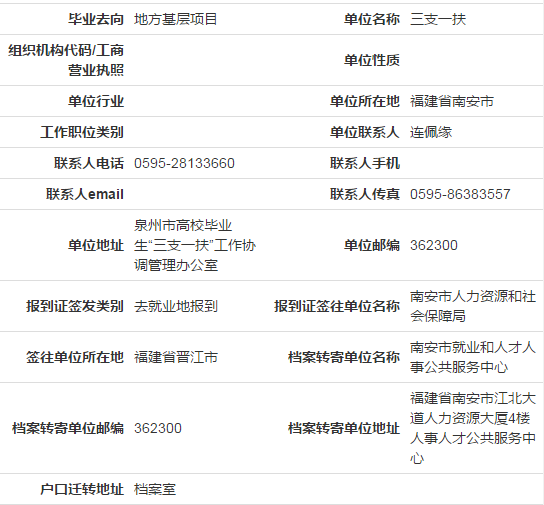 毕业去向 地方基层项目 单位名称 三支一扶
组织机构代码/工商
营业执照
单位性质
单位行业 单位所在地 福建省南安市
工作职位类别 单位联系人 连佩缘
联系人电话 0595-28133660 联系人手机
联系人email 联系人传真 0595-86383557
单位地址
泉州市高校毕业
生“三支一扶”工作协
调管理办公室
单位邮编 362300
报到证签发类别 去就业地报到 报到证签往单位名称
南安市人力资源和社
会保障局
签往单位所在地 福建省晋江市 档案转寄单位名称
南安市就业和人才人
事公共服务中心
档案转寄单位邮编 362300 档案转寄单位地址
福建省南安市江北大
道人力资源大厦4楼
人事人才公共服务中
心
户口迁转地址 档案室